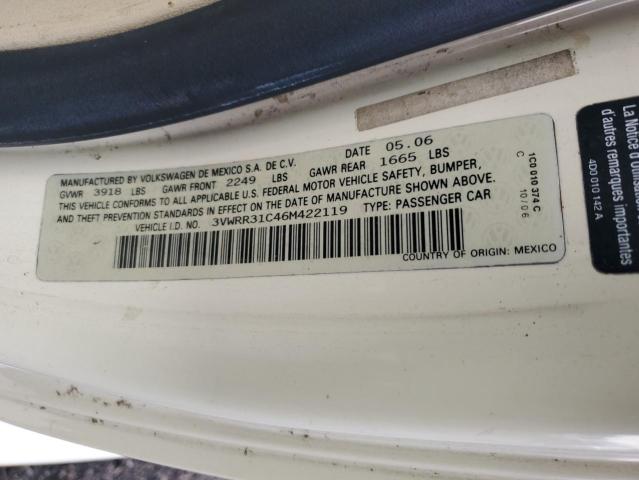 MANUFACTURED BY VOLKSWAGEN DE MEXICO S.A. DE C.V. DATE 05.06
GVWR 3918 LBS GAWR FRONT 2249 LBS GAWR REAR 1665 LBS
THIS VEHICLE CONFORMS TO ALL APPLICABLE U.S. FEDERAL MOTOR VEHICLE SAFETY, BUMPER,
AND THEFT PREVENTION STANDARDS IN EFFECT ON THE DATE OF MANUFACTURE SHOWN ABOVE.
VEHICLE I.D. NO. 3VWRR31C46M422119 TYPE: PASSENGER CAR
COUNTRY OF ORIGIN: MEXICO
1C0 010 374 C
C 10/06
La Notice d'
d'autres remarques importantes
4D0 010 142 A